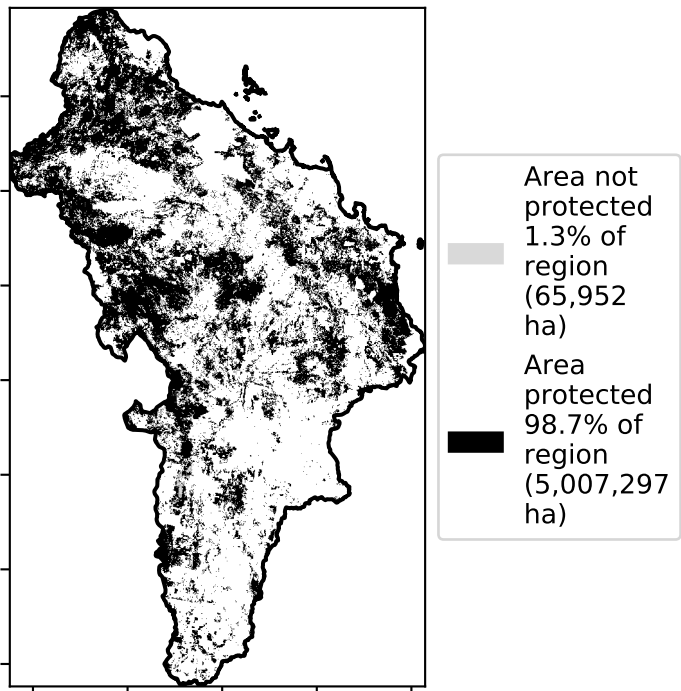 Area not
protected
1.3% of
region
(65,952
ha)
Area
protected
98.7% of
region
(5,007,297
ha)